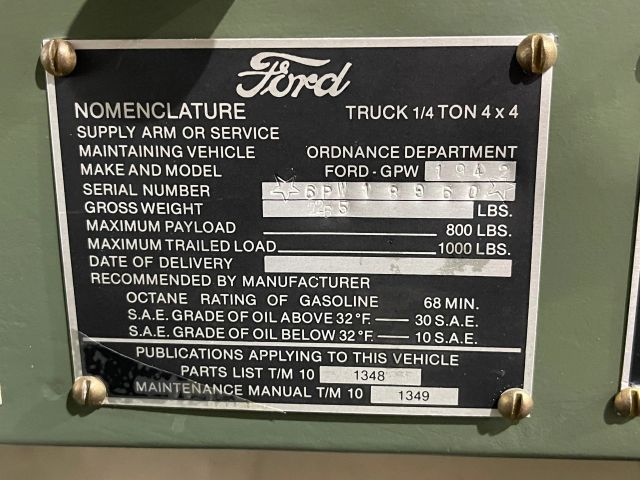 Ford
NOMENCLATURE TRUCK 1/4 TON 4 x 4
SUPPLY ARM OR SERVICE
MAINTAINING VEHICLE ORDNANCE DEPARTMENT
MAKE AND MODEL FORD - GPW 1942
SERIAL NUMBER ☆GPW18960☆
GROSS WEIGHT LBS.
MAXIMUM PAYLOAD 800 LBS.
MAXIMUM TRAILED LOAD 1000 LBS.
DATE OF DELIVERY
RECOMMENDED BY MANUFACTURER
OCTANE RATING OF GASOLINE 68 MIN.
S.A.E. GRADE OF OIL ABOVE 32°F. — 30 S.A.E.
S.A.E. GRADE OF OIL BELOW 32°F. — 10 S.A.E.
PUBLICATIONS APPLYING TO THIS VEHICLE
PARTS LIST T/M 10 1348
MAINTENANCE MANUAL T/M 10 1349